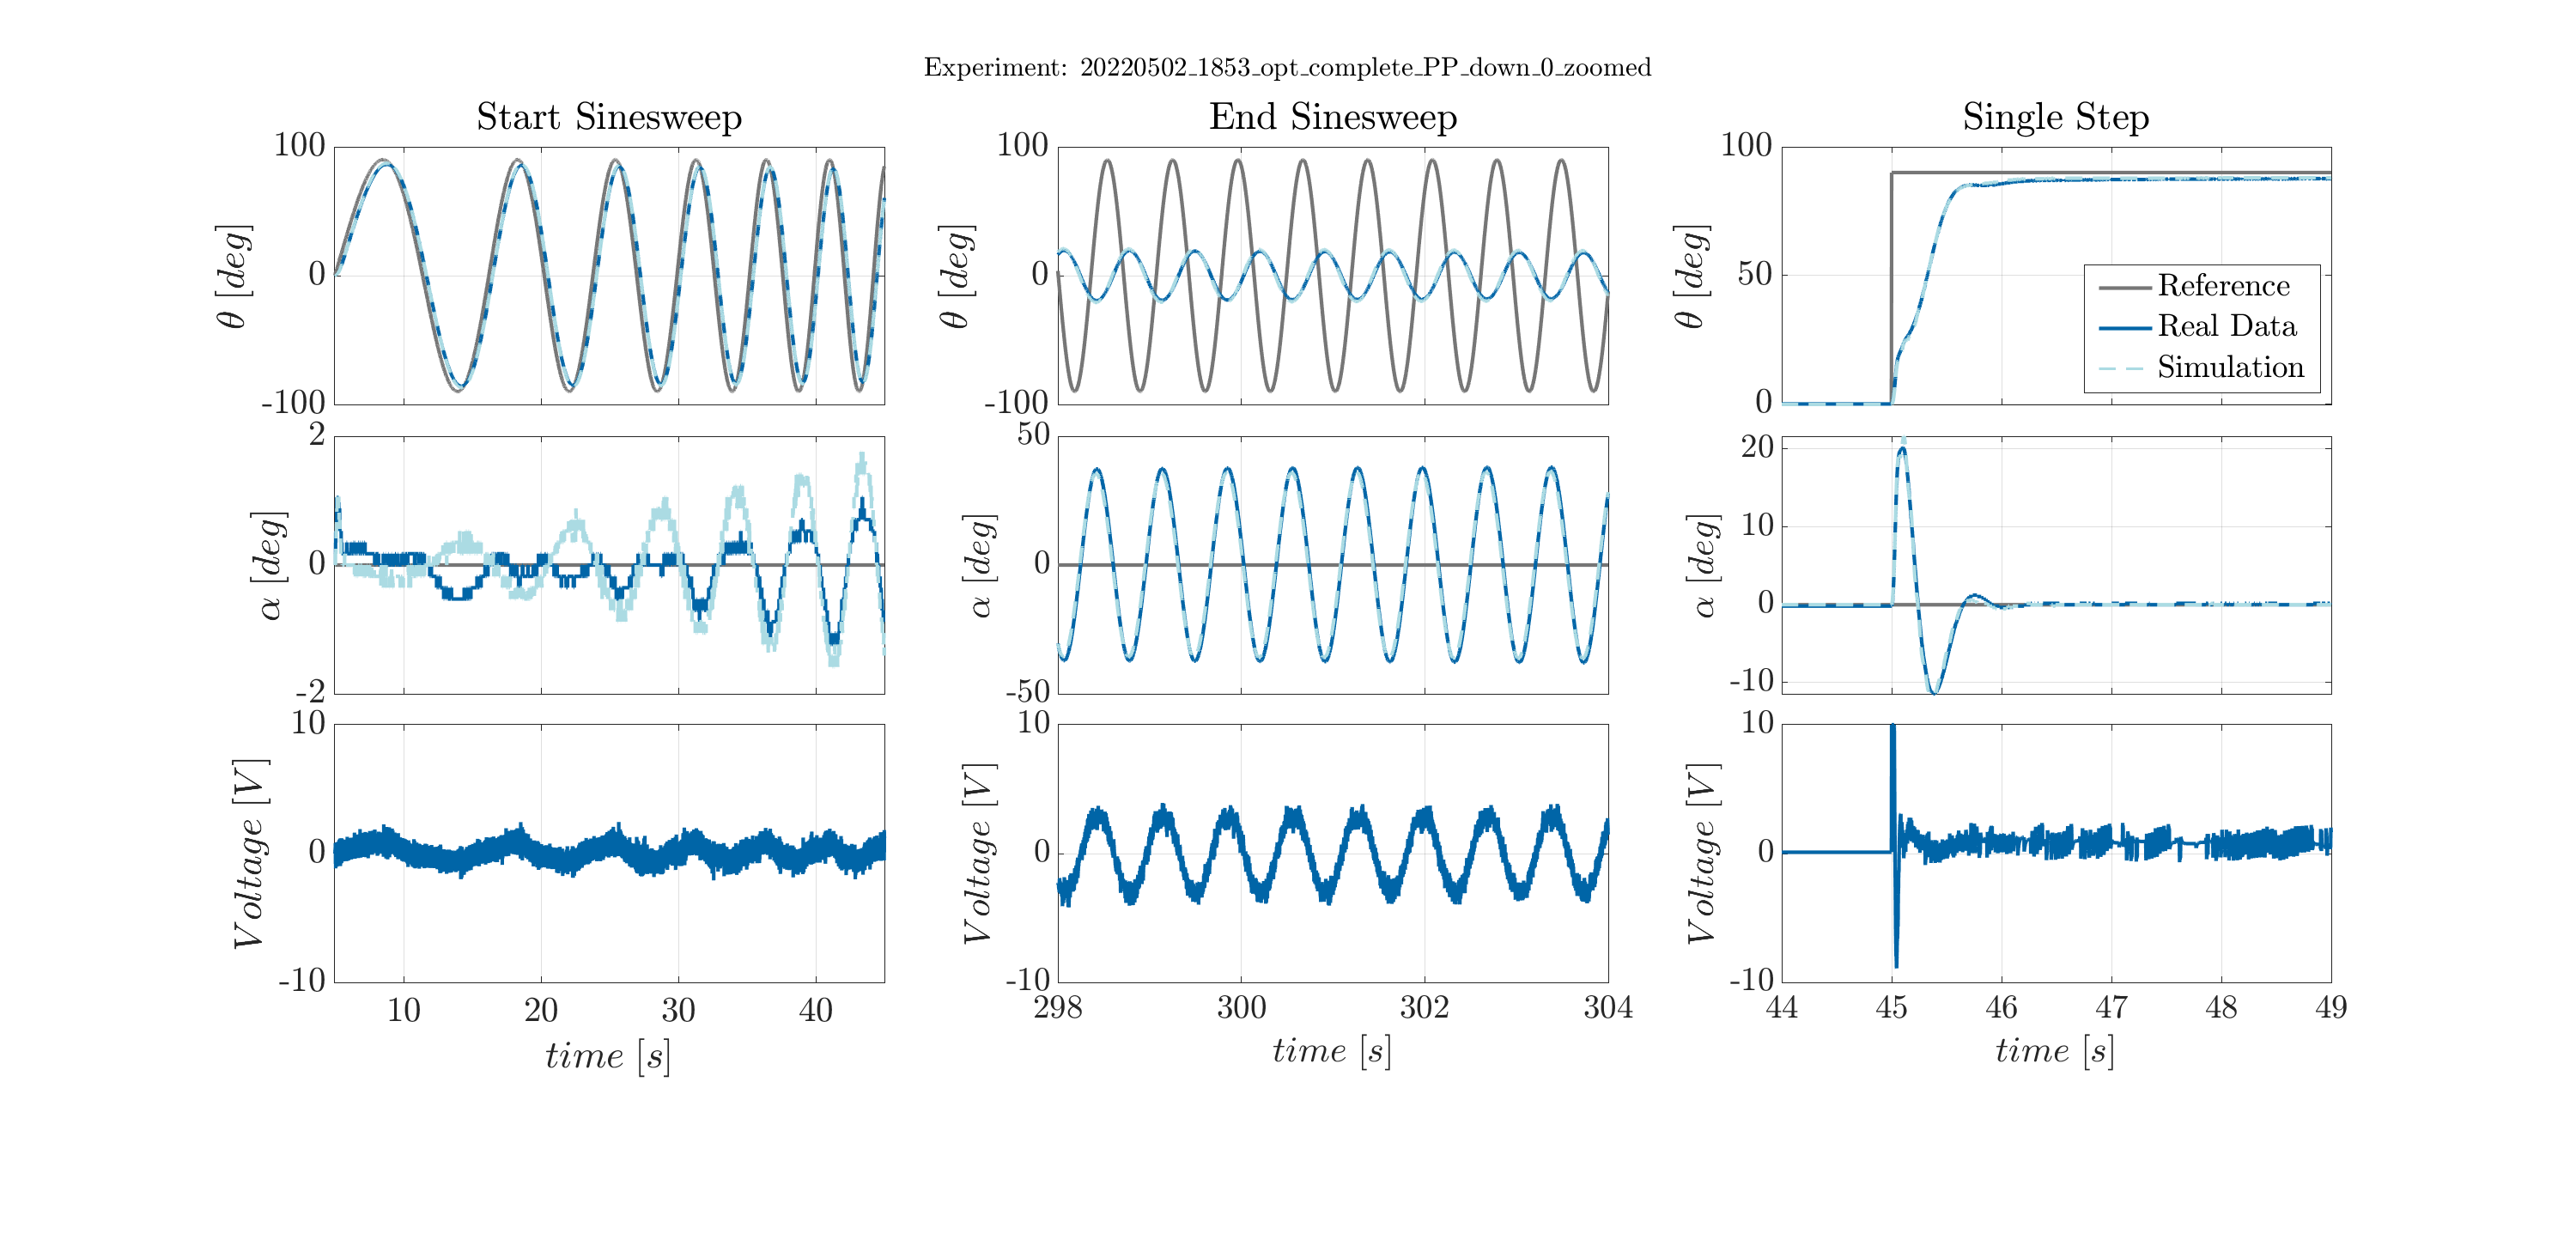 Experiment: 20220502_1853_opt_complete_PP_down_0_zoomed
Start Sinesweep
End Sinesweep
Single Step
100
0
-100
θ [deg]
100
0
-100
θ [deg]
100
50
0
θ [deg]
Reference
Real Data
Simulation
2
0
-2
α [deg]
50
0
-50
α [deg]
20
10
0
-10
α [deg]
10
0
-10
Voltage [V]
10 20 30 40
time [s]
10
0
-10
Voltage [V]
298 300 302 304
time [s]
10
0
-10
Voltage [V]
44 45 46 47 48 49
time [s]